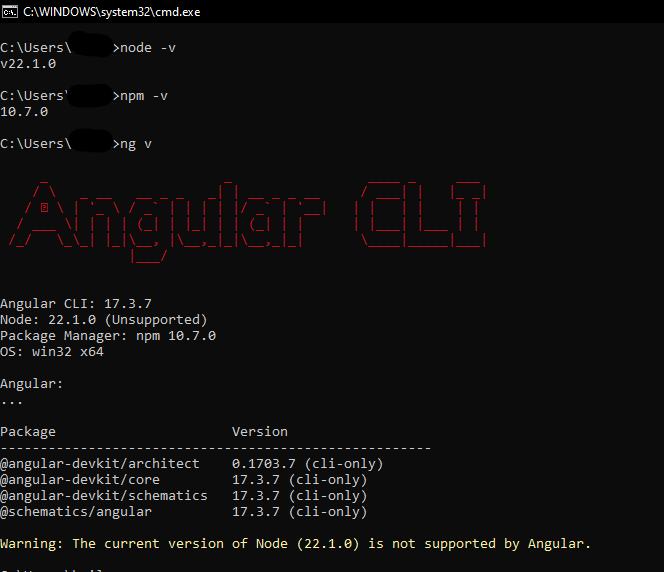 C:\WINDOWS\system32\cmd.exe
C:\Users\ >node -v
v22.1.0
C:\Users\ >npm -v
10.7.0
C:\Users\ >ng v
Angular CLI
Angular CLI: 17.3.7
Node: 22.1.0 (Unsupported)
Package Manager: npm 10.7.0
OS: win32 x64
Angular:
...
Package Version
------------------------------------------------------
@angular-devkit/architect 0.1703.7 (cli-only)
@angular-devkit/core 17.3.7 (cli-only)
@angular-devkit/schematics 17.3.7 (cli-only)
@schematics/angular 17.3.7 (cli-only)
Warning: The current version of Node (22.1.0) is not supported by Angular.